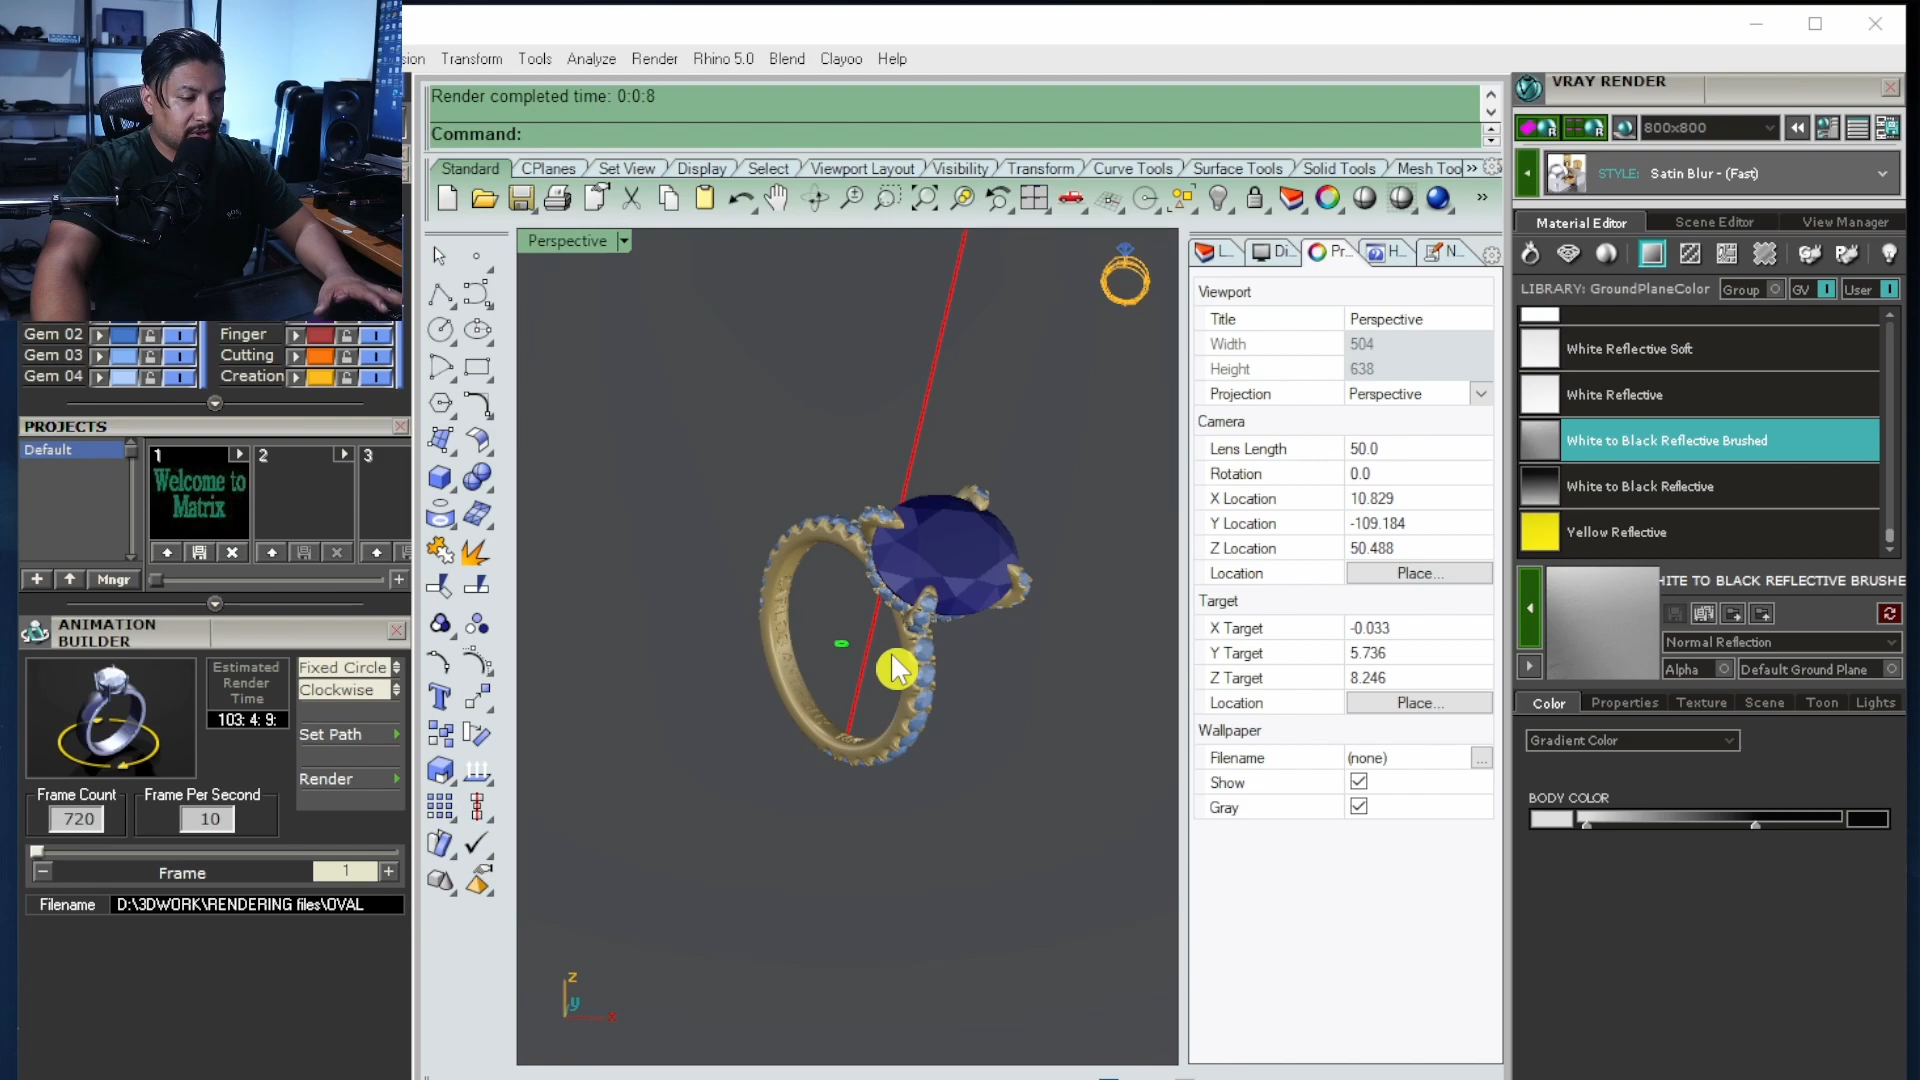 sion Transform Tools Analyze Render Rhino 5.0 Blend Clayoo Help
Render completed time: 0:0:8
Command:
Standard CPlanes Set View Display Select Viewport Layout Visibility Transform Curve Tools Surface Tools Solid Tools Mesh Too »
Perspective
Gem 02
Gem 03
Gem 04
Finger
Cutting
Creation
PROJECTS
Default
1 2 3
Welcome to
Matrix
Mngr
ANIMATION
BUILDER
Estimated
Render
Time
103: 4: 9:
Fixed Circle
Clockwise
Set Path
Render
Frame Count
720
Frame Per Second
10
Frame 1
Filename D:\3DWORK\RENDERING files\OVAL
z
y
x
L... Di... Pr... H... N...
Viewport
Title Perspective
Width 504
Height 638
Projection Perspective
Camera
Lens Length 50.0
Rotation 0.0
X Location 10.829
Y Location -109.184
Z Location 50.488
Location Place...
Target
X Target -0.033
Y Target 5.736
Z Target 8.246
Location Place...
Wallpaper
Filename (none) ...
Show
Gray
VRAY RENDER
800x800
STYLE: Satin Blur - (Fast)
Material Editor Scene Editor View Manager
LIBRARY: GroundPlaneColor Group GV User
White Reflective Soft
White Reflective
White to Black Reflective Brushed
White to Black Reflective
Yellow Reflective
HITE TO BLACK REFLECTIVE BRUSHE
Normal Reflection
Alpha Default Ground Plane
Color Properties Texture Scene Toon Lights
Gradient Color
BODY COLOR